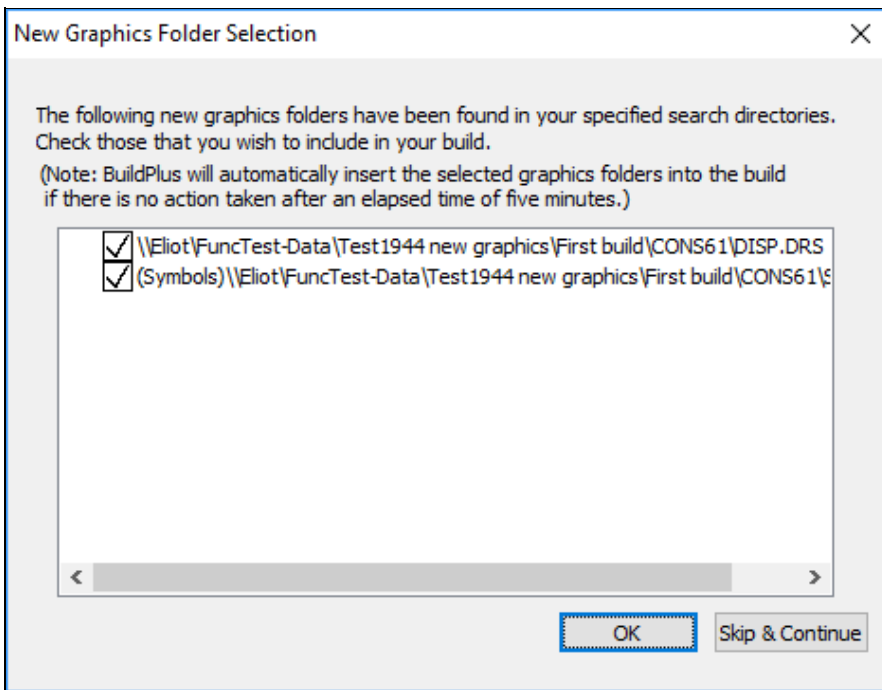 New Graphics Folder Selection
The following new graphics folders have been found in your specified search directories.
Check those that you wish to include in your build.
(Note: BuildPlus will automatically insert the selected graphics folders into the build
if there is no action taken after an elapsed time of five minutes.)
\\Eliot\FuncTest-Data\Test1944 new graphics\First build\CONS61\DISP.DRS
(Symbols)\\Eliot\FuncTest-Data\Test1944 new graphics\First build\CONS61\
OK
Skip & Continue